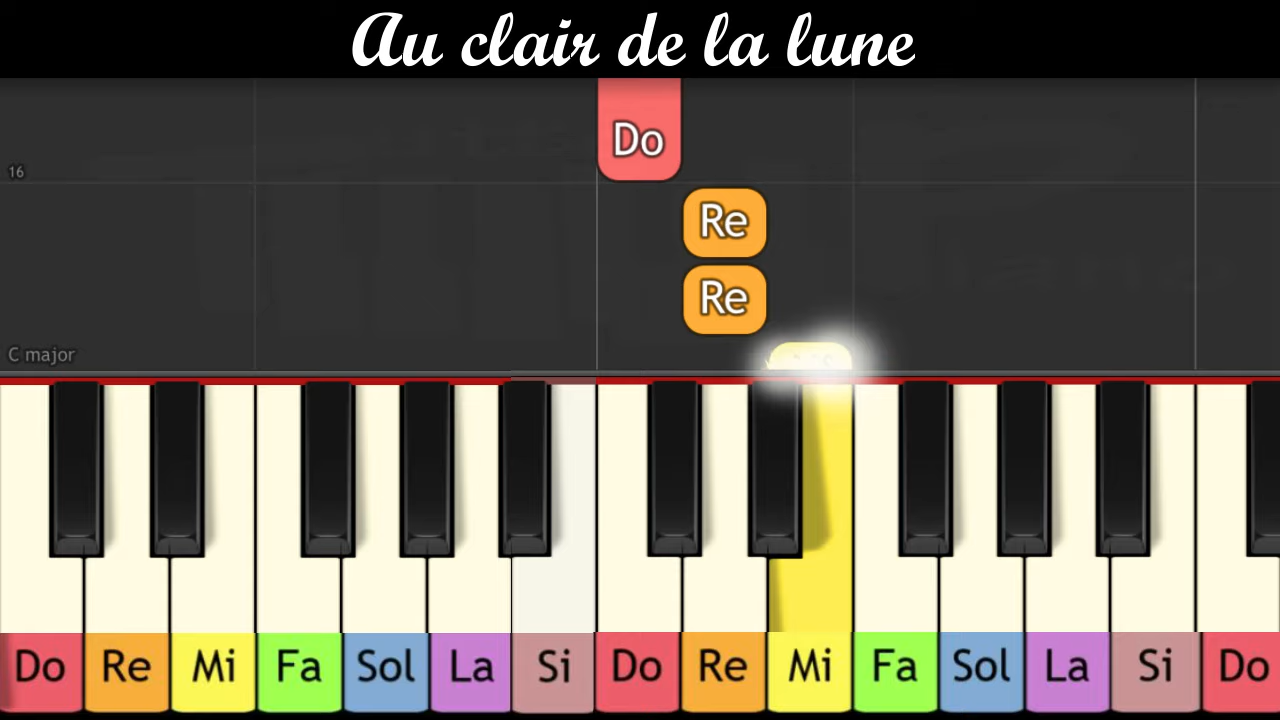 Au clair de la lune
Do
16
Re
Re
C major
Do Re Mi Fa Sol La Si Do Re Mi Fa Sol La Si Do